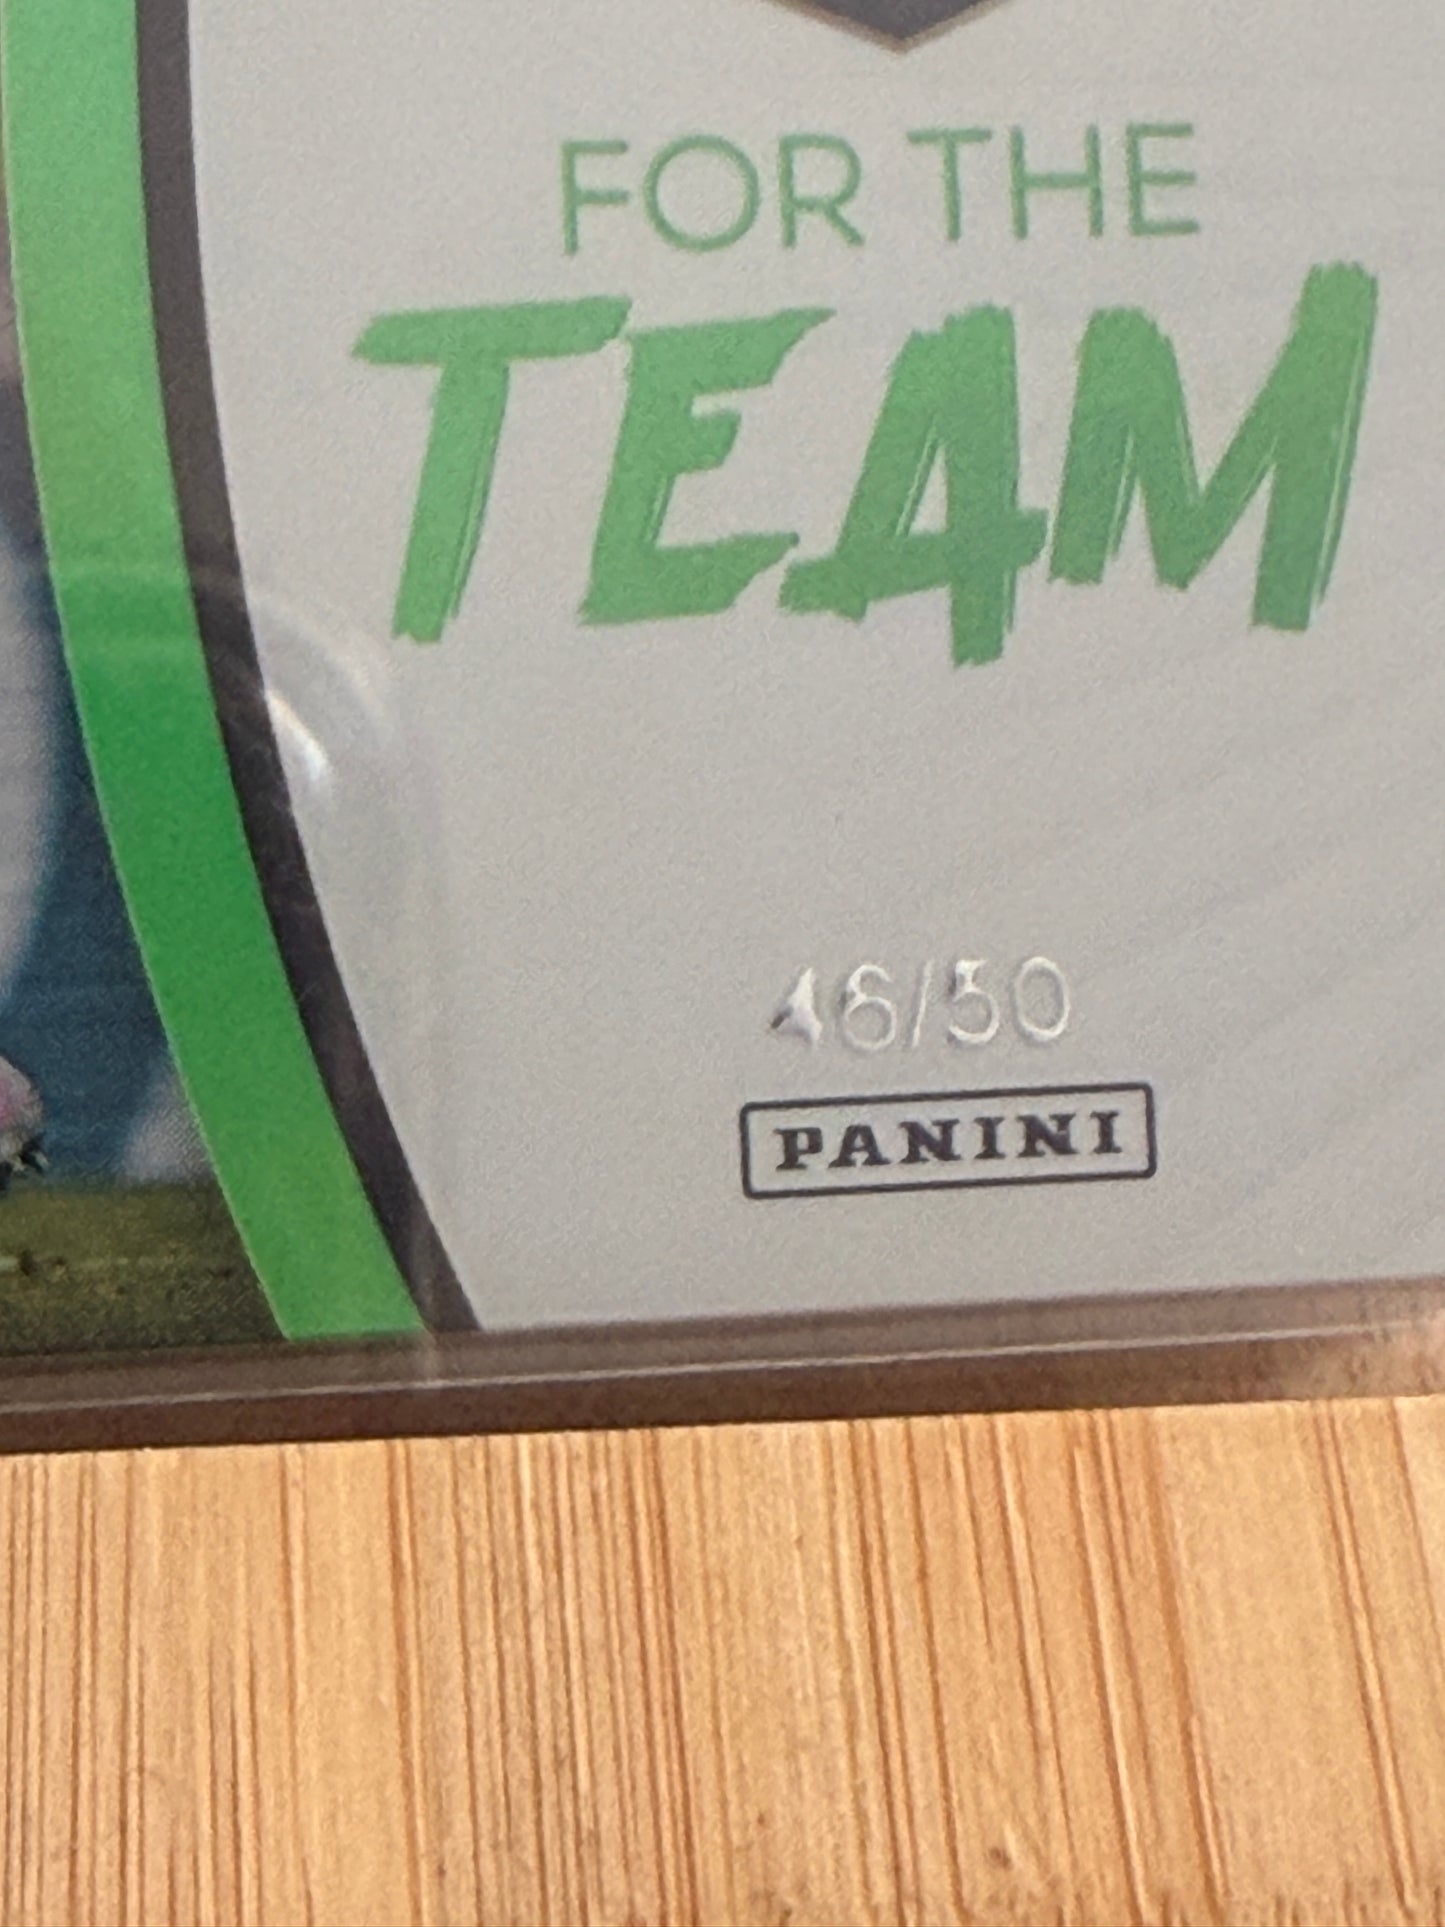 FOR THE
TEAM
46/50
PANINI